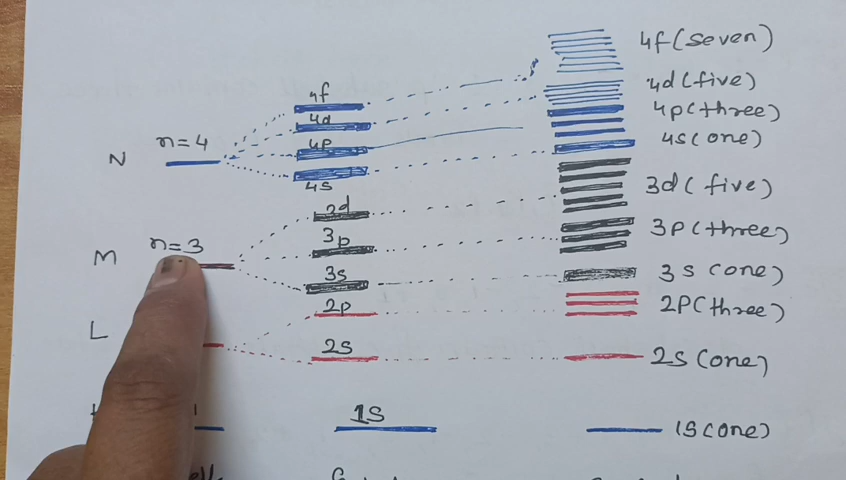 4f(seven)
4f
4d(five)
4d
4p(three)
n=4
4p
4s(one)
N
4s
2d
3d(five)
n=3
3p
3p(three)
M
3s
3s(one)
2p
2P(three)
L
2s
2s(one)
1S
1S(one)